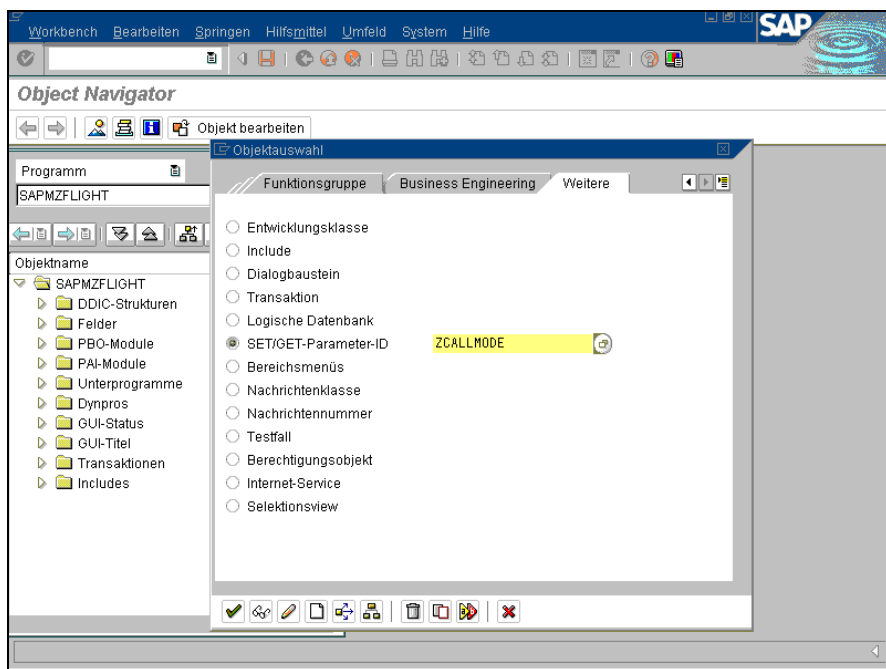 Workbench Bearbeiten Springen Hilfsmittel Umfeld System Hilfe
SAP
Object Navigator
Objekt bearbeiten
Objektauswahl
Programm
SAPMZFLIGHT
Funktionsgruppe Business Engineering Weitere
Objektname
SAPMZFLIGHT
DDIC-Strukturen
Felder
PBO-Module
PAI-Module
Unterprogramme
Dynpros
GUI-Status
GUI-Titel
Transaktionen
Includes
Entwicklungsklasse
Include
Dialogbaustein
Transaktion
Logische Datenbank
SET/GET-Parameter-ID ZCALLMODE
Bereichsmenüs
Nachrichtenklasse
Nachrichtennummer
Testfall
Berechtigungsobjekt
Internet-Service
Selektionsview